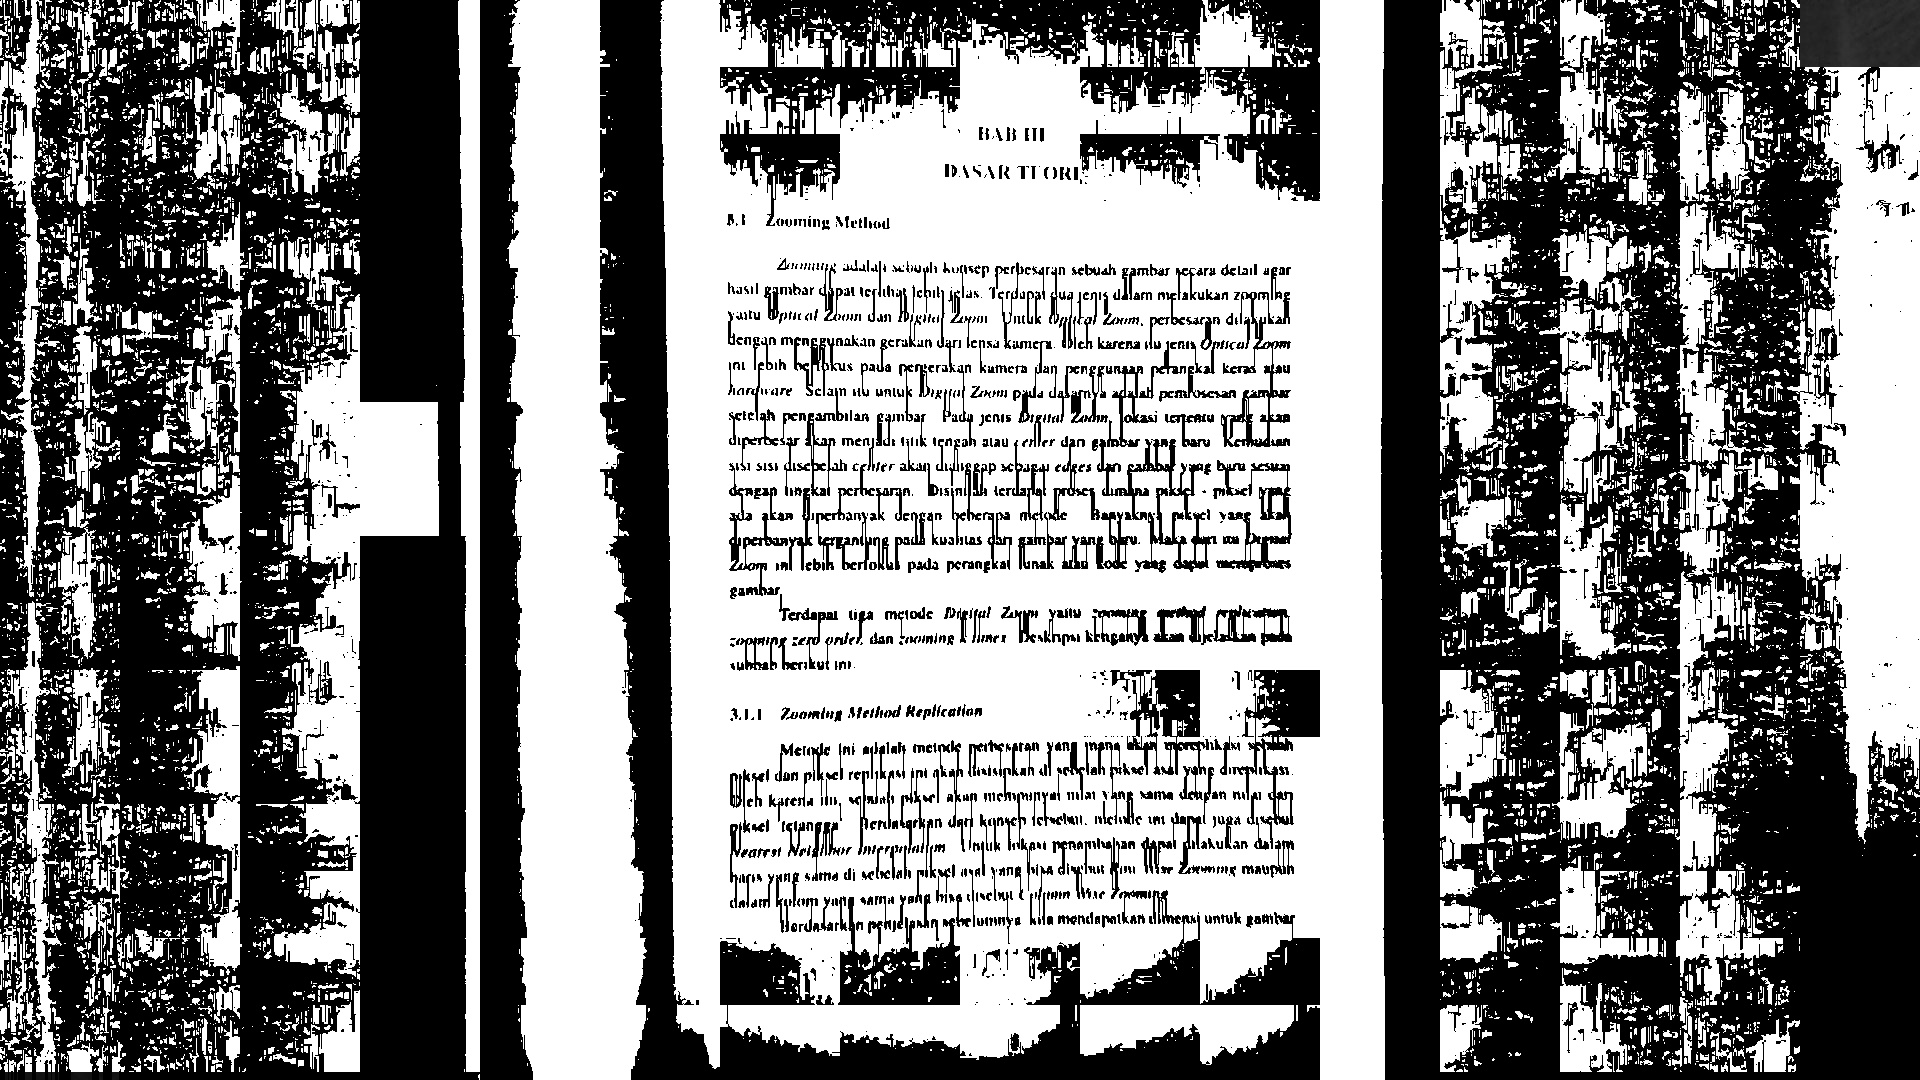 BAB III
DASAR TEORI
3.1 Zooming Method
Zooming adalah sebuah konsep perbesaran sebuah gambar secara detail agar
hasil gambar dapat terlihat lebih jelas. Terdapat dua jenis dalam melakukan zooming
yaitu Optical Zoom dan Digital Zoom. Untuk Optical Zoom, perbesaran dilakukan
dengan menggunakan gerakan dari lensa kamera. Oleh karena itu jenis Optical Zoom
ini lebih berfokus pada pergerakan kamera dan penggunaan perangkat keras atau
hardware. Selain itu untuk Digital Zoom pada dasarnya adalah pemrosesan gambar
setelah pengambilan gambar. Pada jenis Digital Zoom, lokasi tertentu yang akan
diperbesar akan menjadi titik tengah atau center dari gambar yang baru. Kemudian
sisi sisi disebelah center akan dianggap sebagai edges dari gambar yang baru sesuai
dengan tingkat perbesaran. Disinilah terdapat proses dimana piksel - piksel yang
ada akan diperbanyak dengan beberapa metode. Banyaknya piksel yang akan
diperbanyak tergantung pada kualitas dari gambar yang baru. Maka dari itu Digital
Zoom ini lebih berfokus pada perangkat lunak atau kode yang dapat memproses
gambar.
Terdapat tiga metode Digital Zoom yaitu zooming method replication,
zooming zero order, dan zooming k times. Deskripsi ketiganya akan dijelaskan pada
subbab berikut ini.
3.1.1 Zooming Method Replication
Metode ini adalah metode perbesaran yang mana akan mereplikasi sebuah
piksel dan piksel replikasi ini akan disisipkan di sebelah piksel asal yang direplikasi.
Oleh karena itu, sebuah piksel akan mempunyai nilai yang sama dengan nilai dari
piksel tetangga. Berdasarkan dari konsep tersebut, metode ini dapat juga disebut
Nearest Neighbor Interpolation. Untuk lokasi penambahan dapat dilakukan dalam
baris yang sama di sebelah piksel asal yang bisa disebut Row Wise Zooming maupun
dalam kolom yang sama yang bisa disebut Column Wise Zooming.
Berdasarkan penjelasan sebelumnya kita mendapatkan dimensi untuk gambar